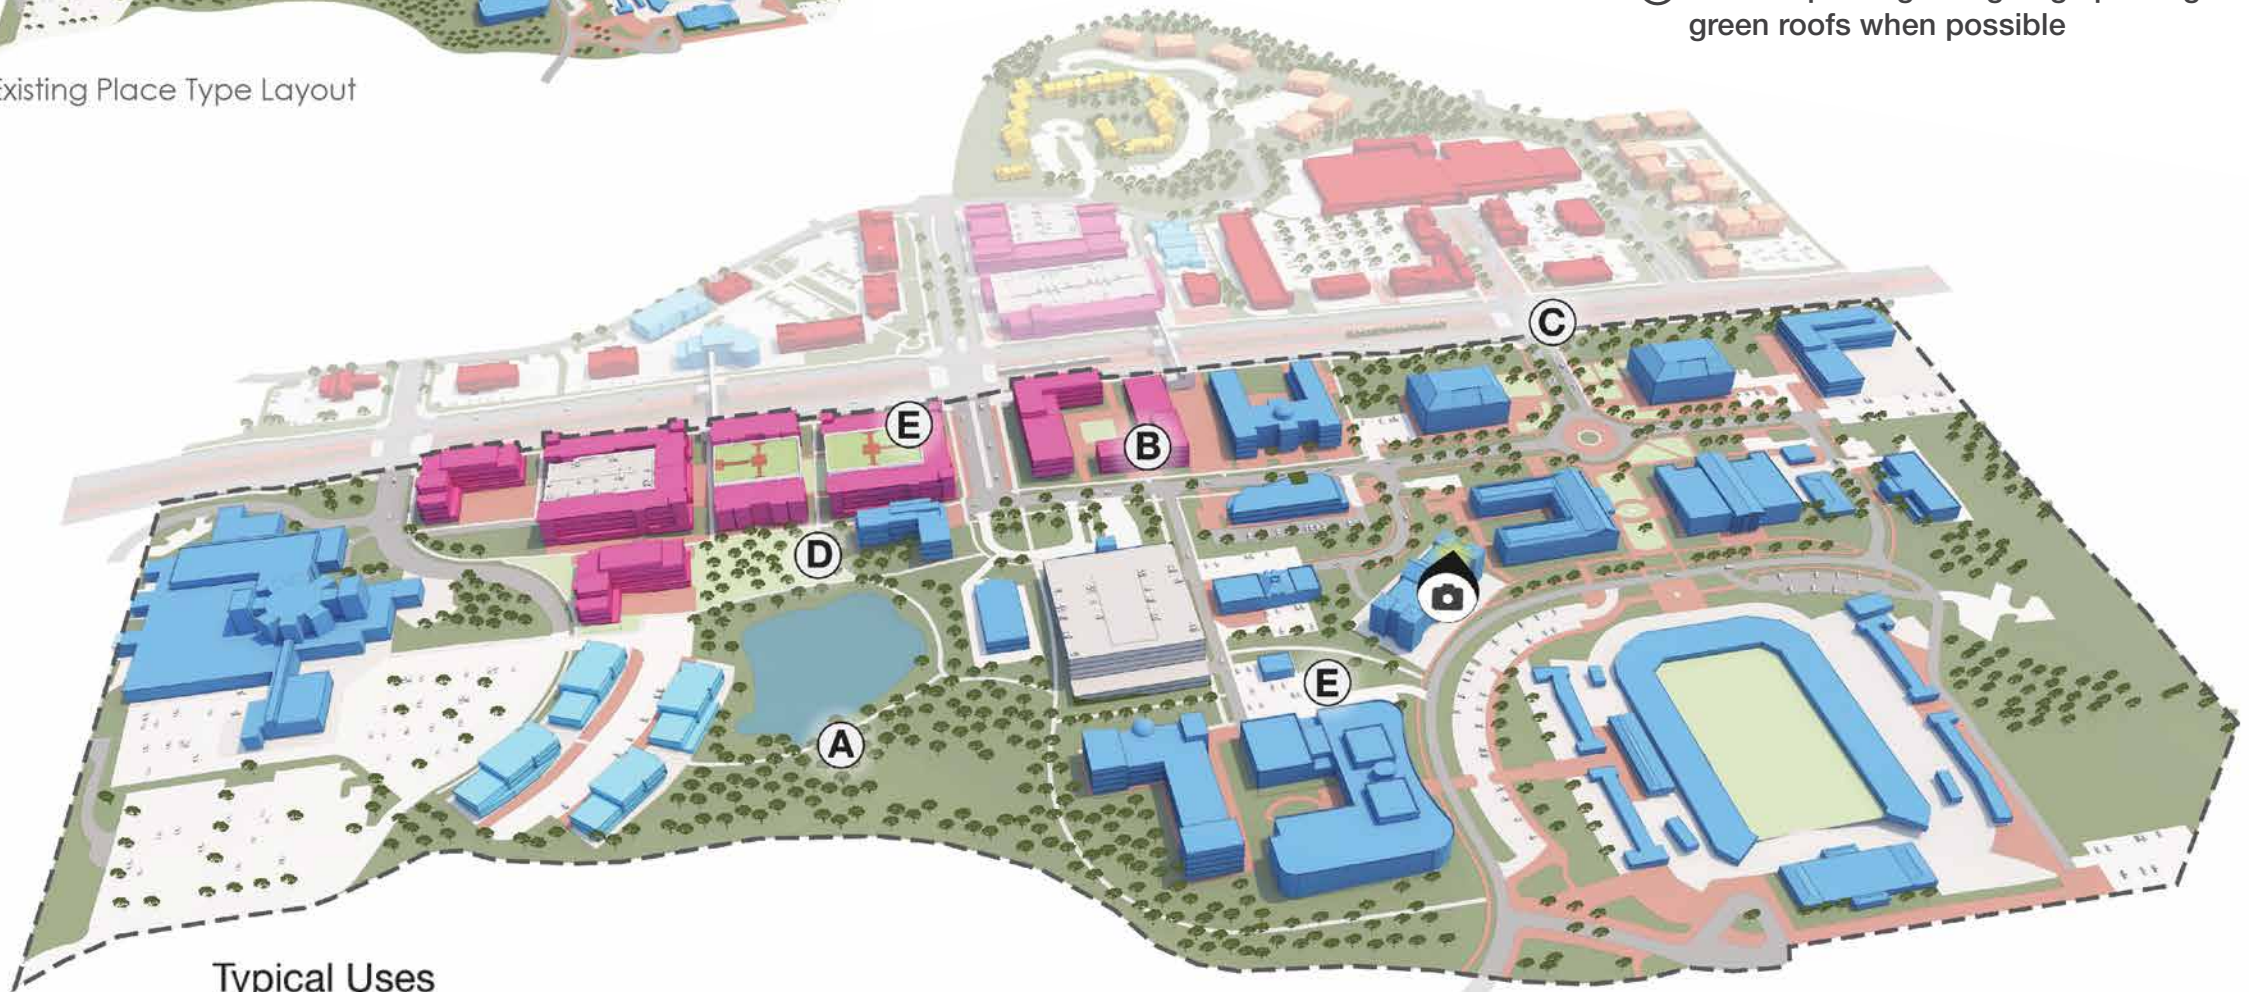 green roofs when possible
Existing Place Type Layout
C
E
B
D
E
A
Typical Uses